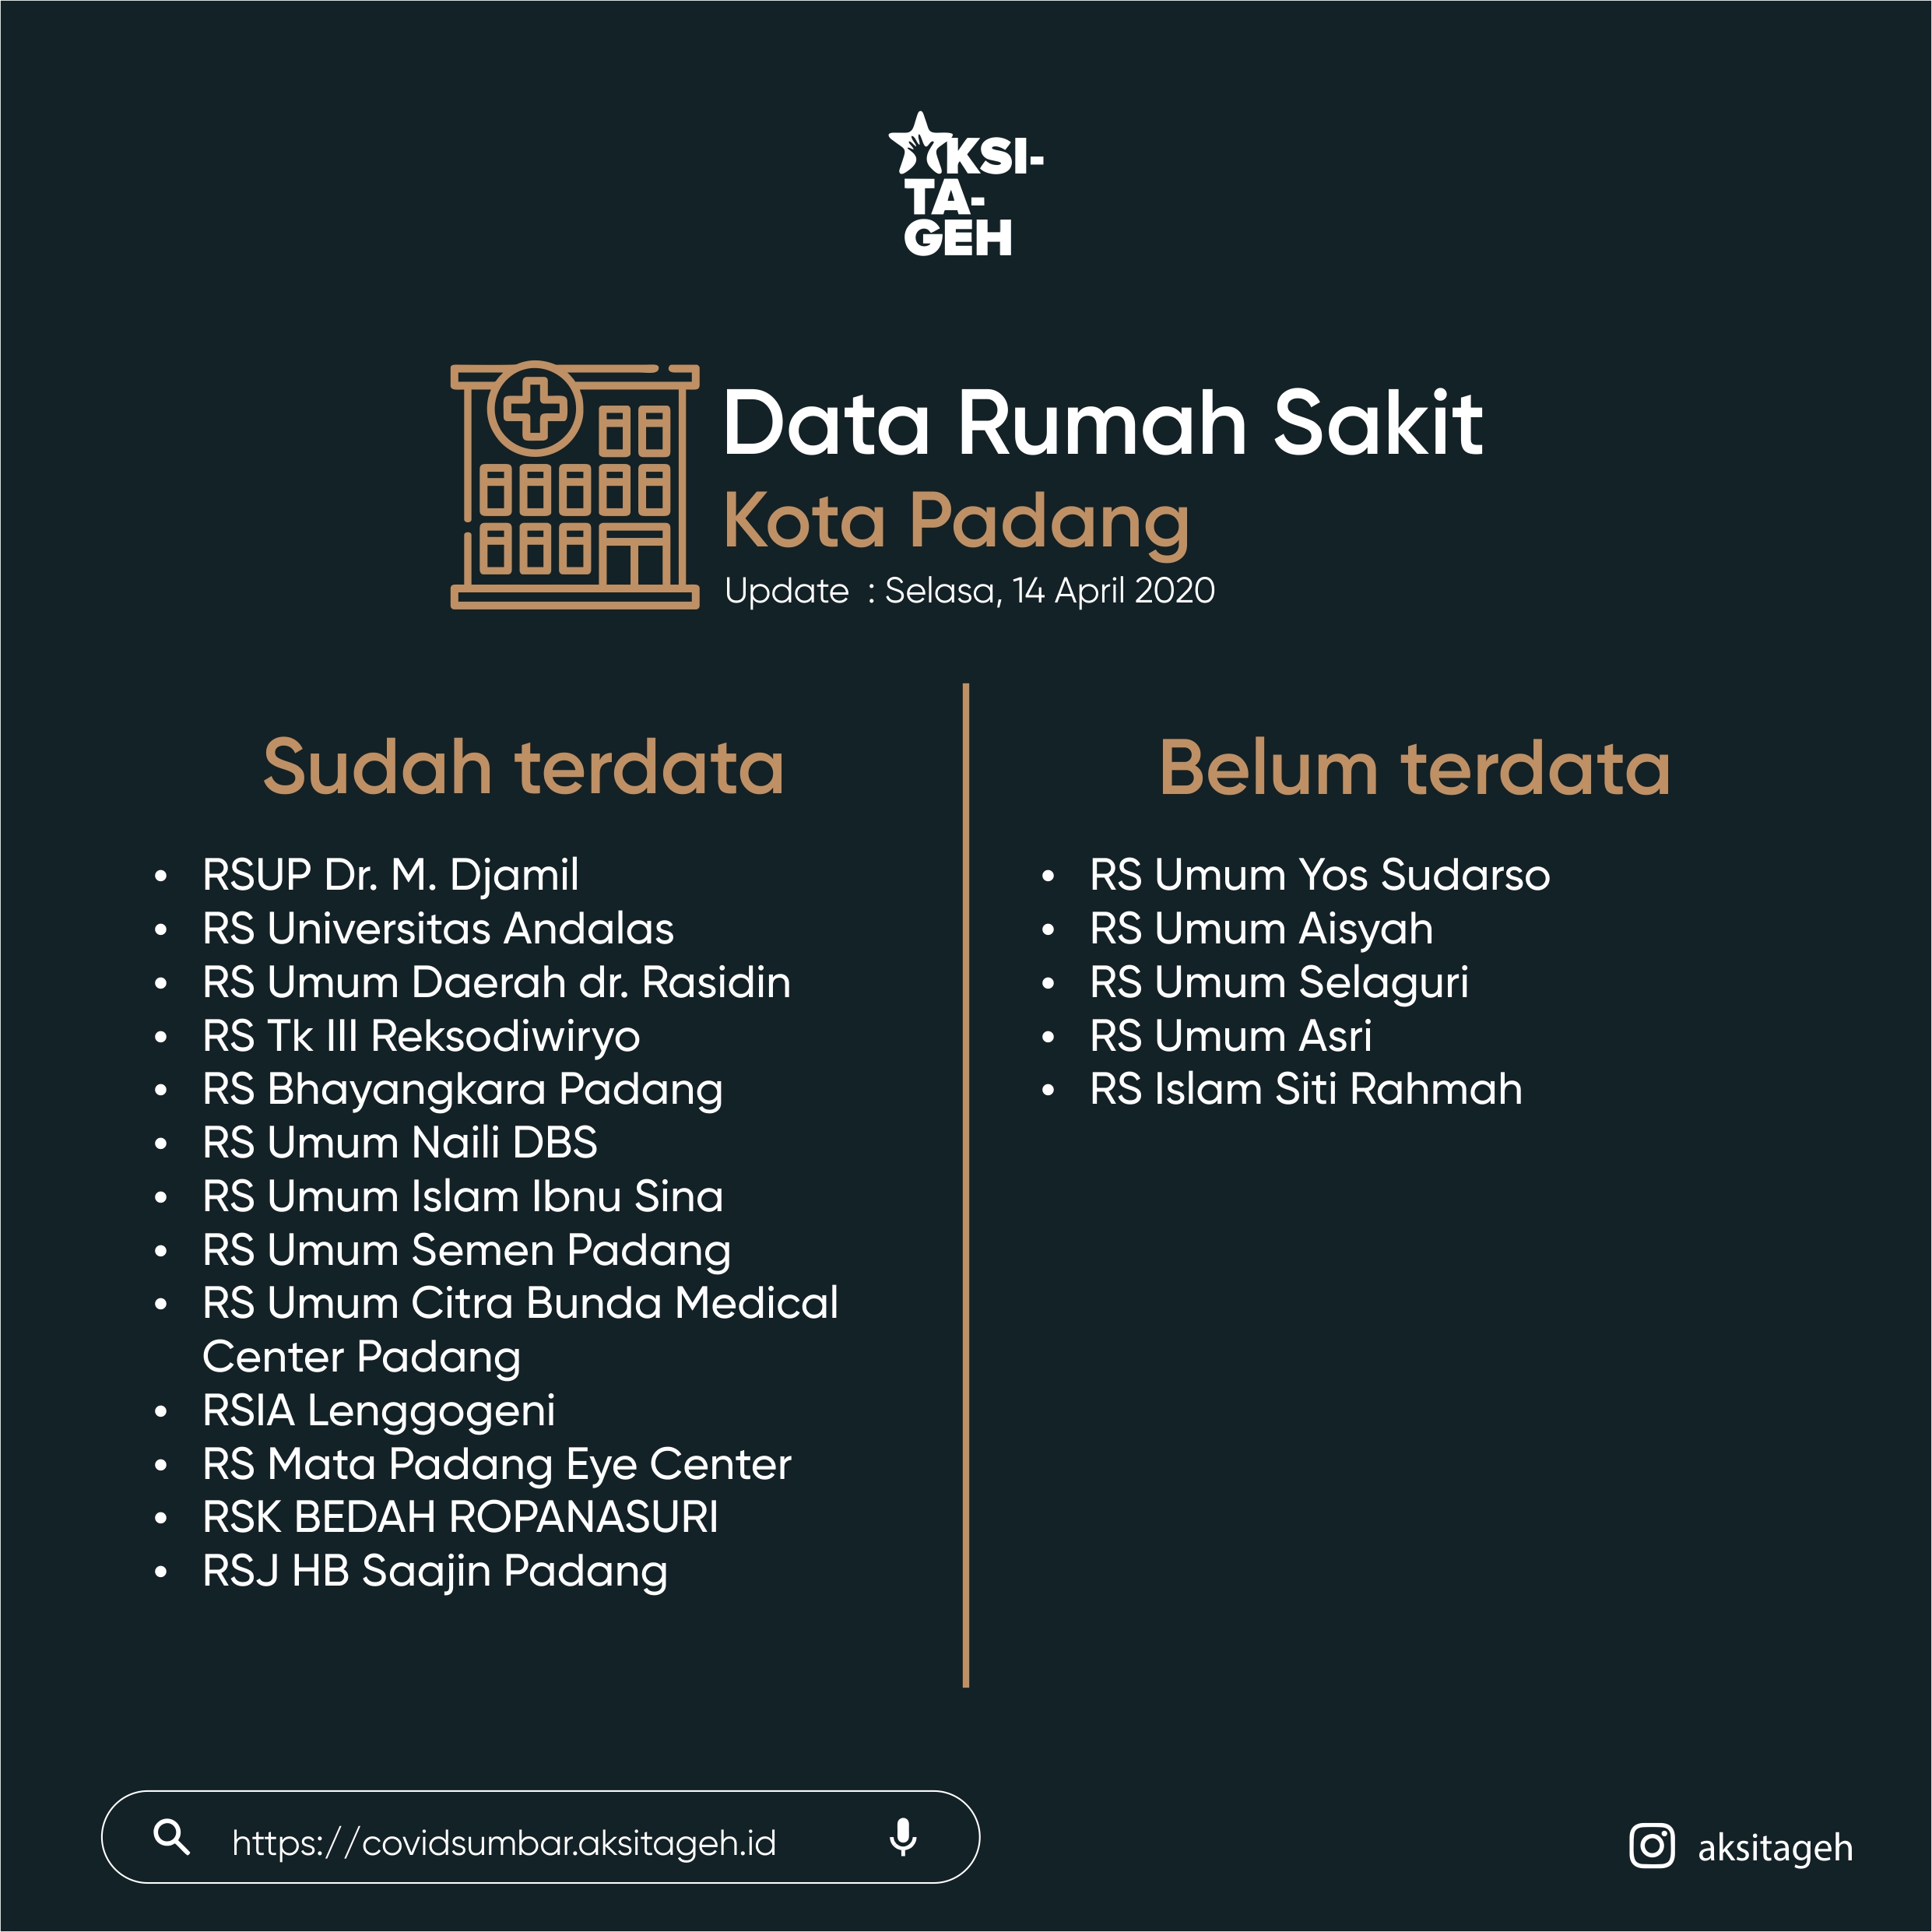 AKSI-
TA-
GEH
Data Rumah Sakit
Kota Padang
Update : Selasa, 14 April 2020
Sudah terdata
• RSUP Dr. M. Djamil
• RS Universitas Andalas
• RS Umum Daerah dr. Rasidin
• RS Tk III Reksodiwiryo
• RS Bhayangkara Padang
• RS Umum Naili DBS
• RS Umum Islam Ibnu Sina
• RS Umum Semen Padang
• RS Umum Citra Bunda Medical
Center Padang
• RSIA Lenggogeni
• RS Mata Padang Eye Center
• RSK BEDAH ROPANASURI
• RSJ HB Saajin Padang
Belum terdata
• RS Umum Yos Sudarso
• RS Umum Aisyah
• RS Umum Selaguri
• RS Umum Asri
• RS Islam Siti Rahmah
https://covidsumbar.aksitageh.id
aksitageh